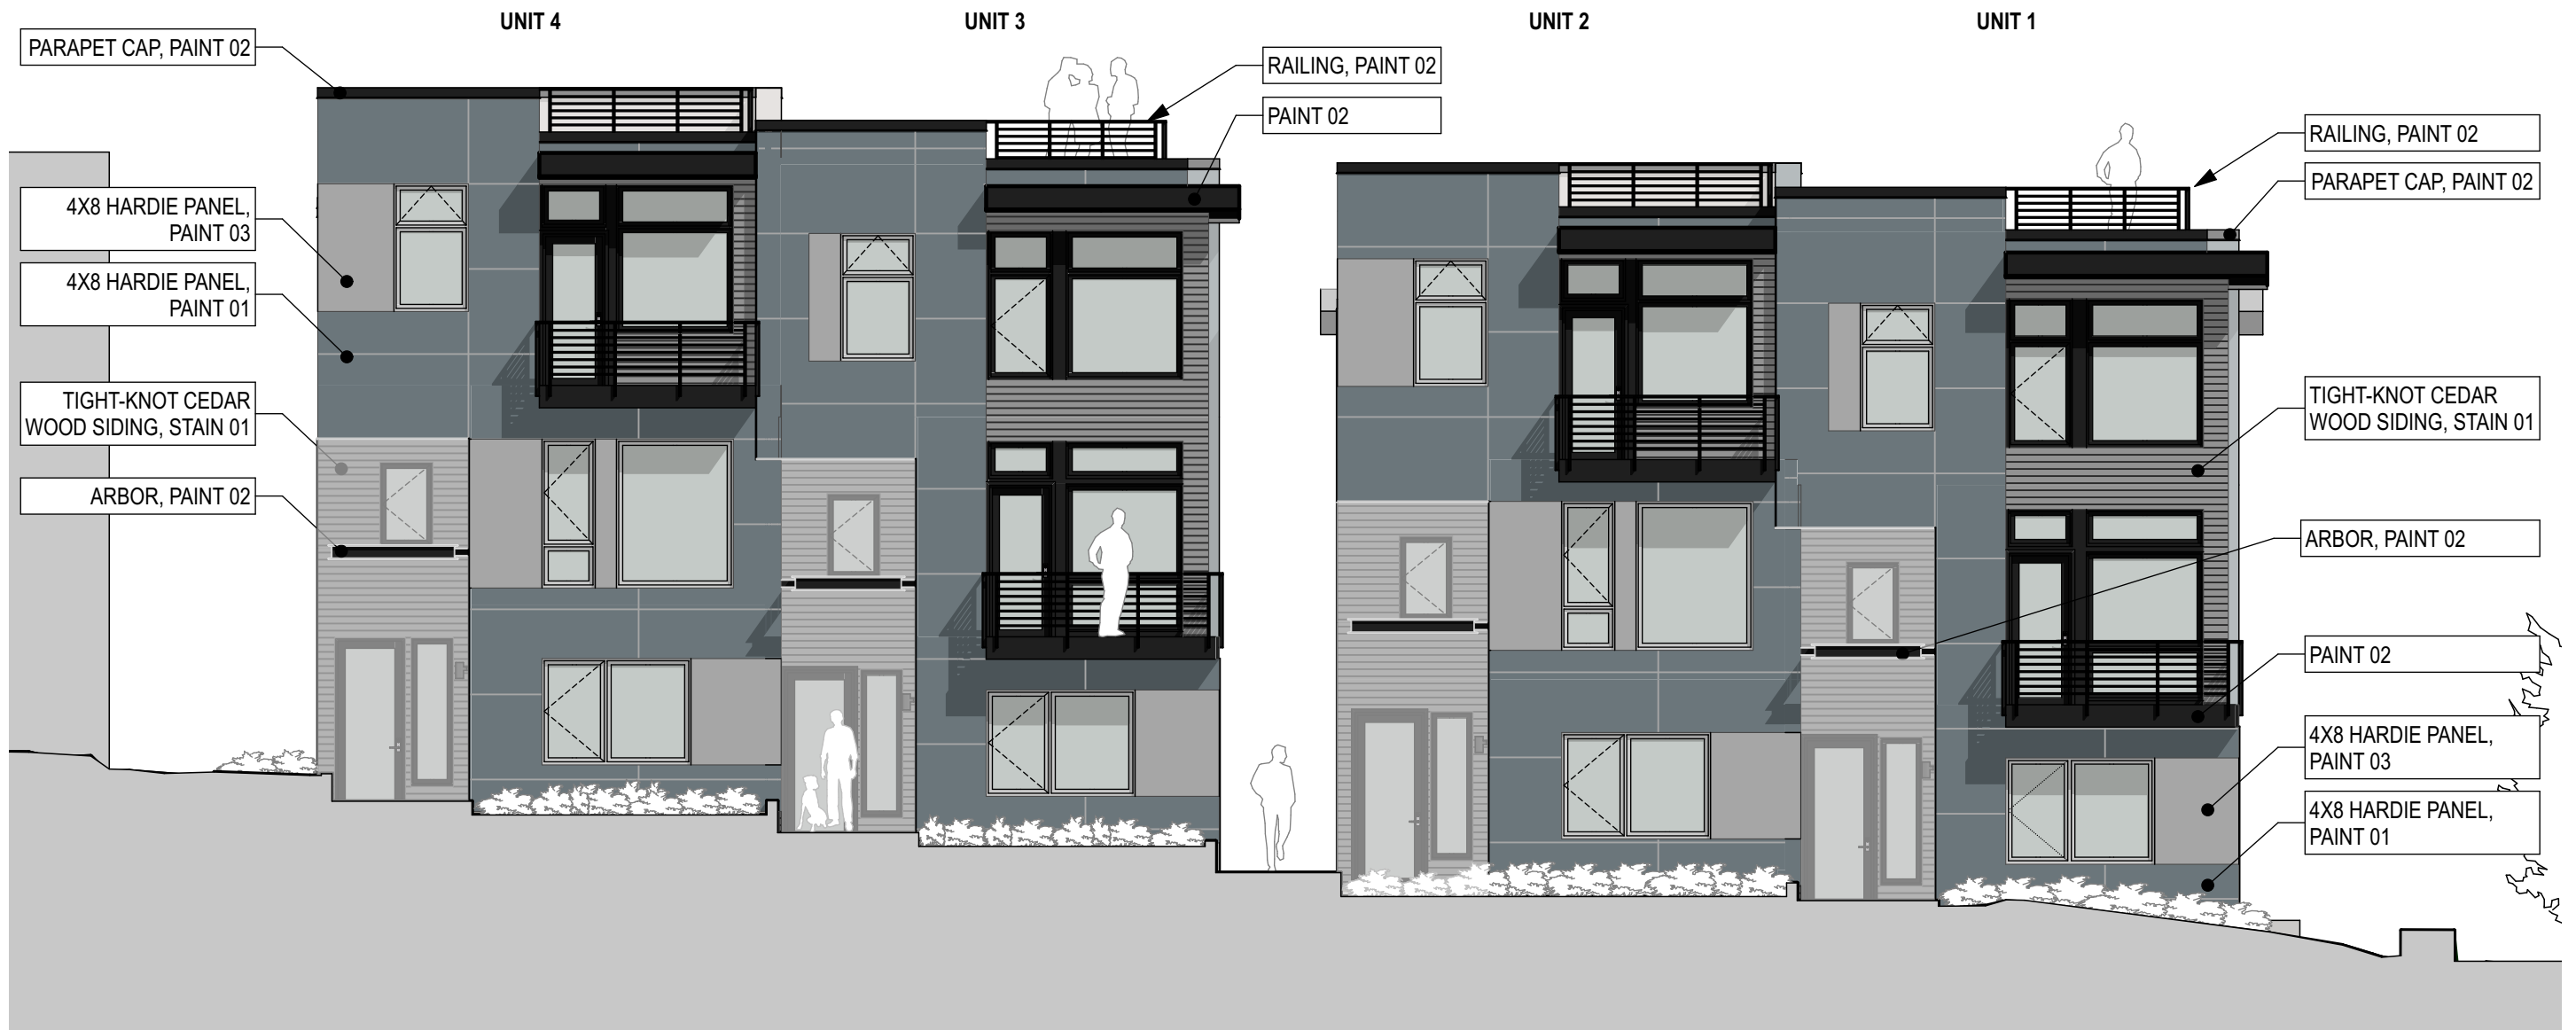 UNIT 4
UNIT 3
UNIT 2
UNIT 1
PARAPET CAP, PAINT 02
4X8 HARDIE PANEL,
PAINT 03
4X8 HARDIE PANEL,
PAINT 01
TIGHT-KNOT CEDAR
WOOD SIDING, STAIN 01
ARBOR, PAINT 02
RAILING, PAINT 02
PAINT 02
RAILING, PAINT 02
PARAPET CAP, PAINT 02
TIGHT-KNOT CEDAR
WOOD SIDING, STAIN 01
ARBOR, PAINT 02
PAINT 02
4X8 HARDIE PANEL,
PAINT 03
4X8 HARDIE PANEL,
PAINT 01